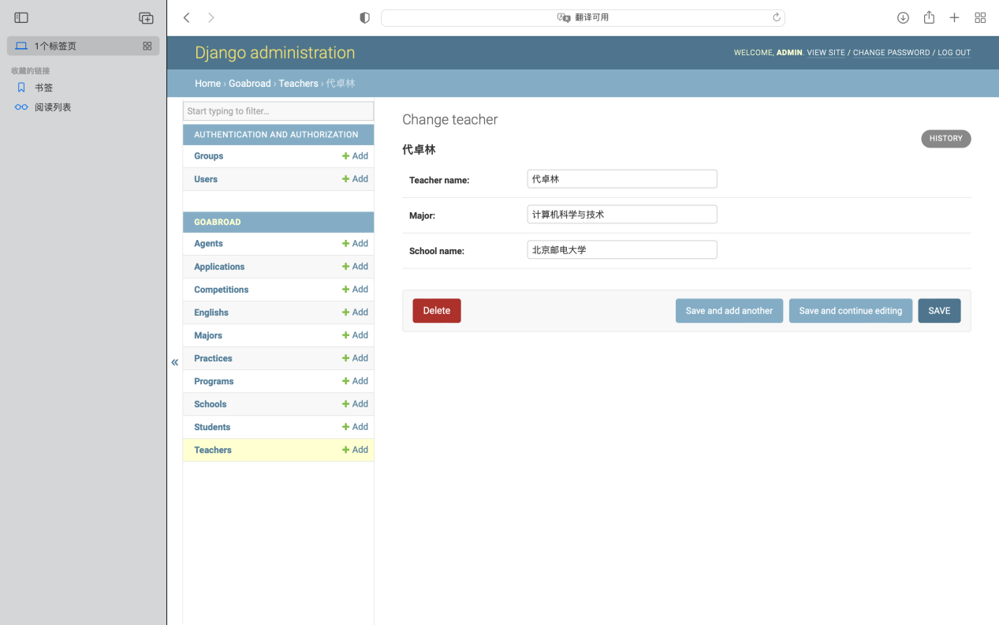 翻译可用
1个标签页
收藏的链接
书签
阅读列表
Django administration
WELCOME, ADMIN. VIEW SITE / CHANGE PASSWORD / LOG OUT
Home › Goabroad › Teachers › 代卓林
Start typing to filter...
AUTHENTICATION AND AUTHORIZATION
Groups Add
Users Add
GOABROAD
Agents Add
Applications Add
Competitions Add
Englishs Add
Majors Add
Practices Add
Programs Add
Schools Add
Students Add
Teachers Add
«
Change teacher
HISTORY
代卓林
Teacher name: 代卓林
Major: 计算机科学与技术
School name: 北京邮电大学
Delete Save and add another Save and continue editing SAVE